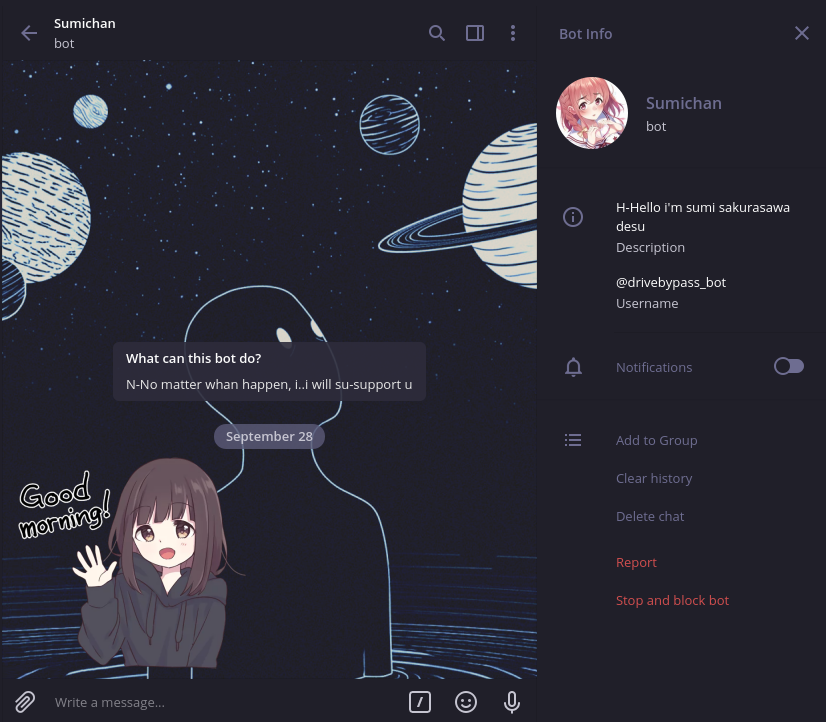 Sumichan
bot
What can this bot do?
N-No matter whan happen, i..i will su-support u
September 28
Good
morning!
Write a message...
Bot Info
Sumichan
bot
H-Hello i'm sumi sakurasawa
desu
Description
@drivebypass_bot
Username
Notifications
Add to Group
Clear history
Delete chat
Report
Stop and block bot